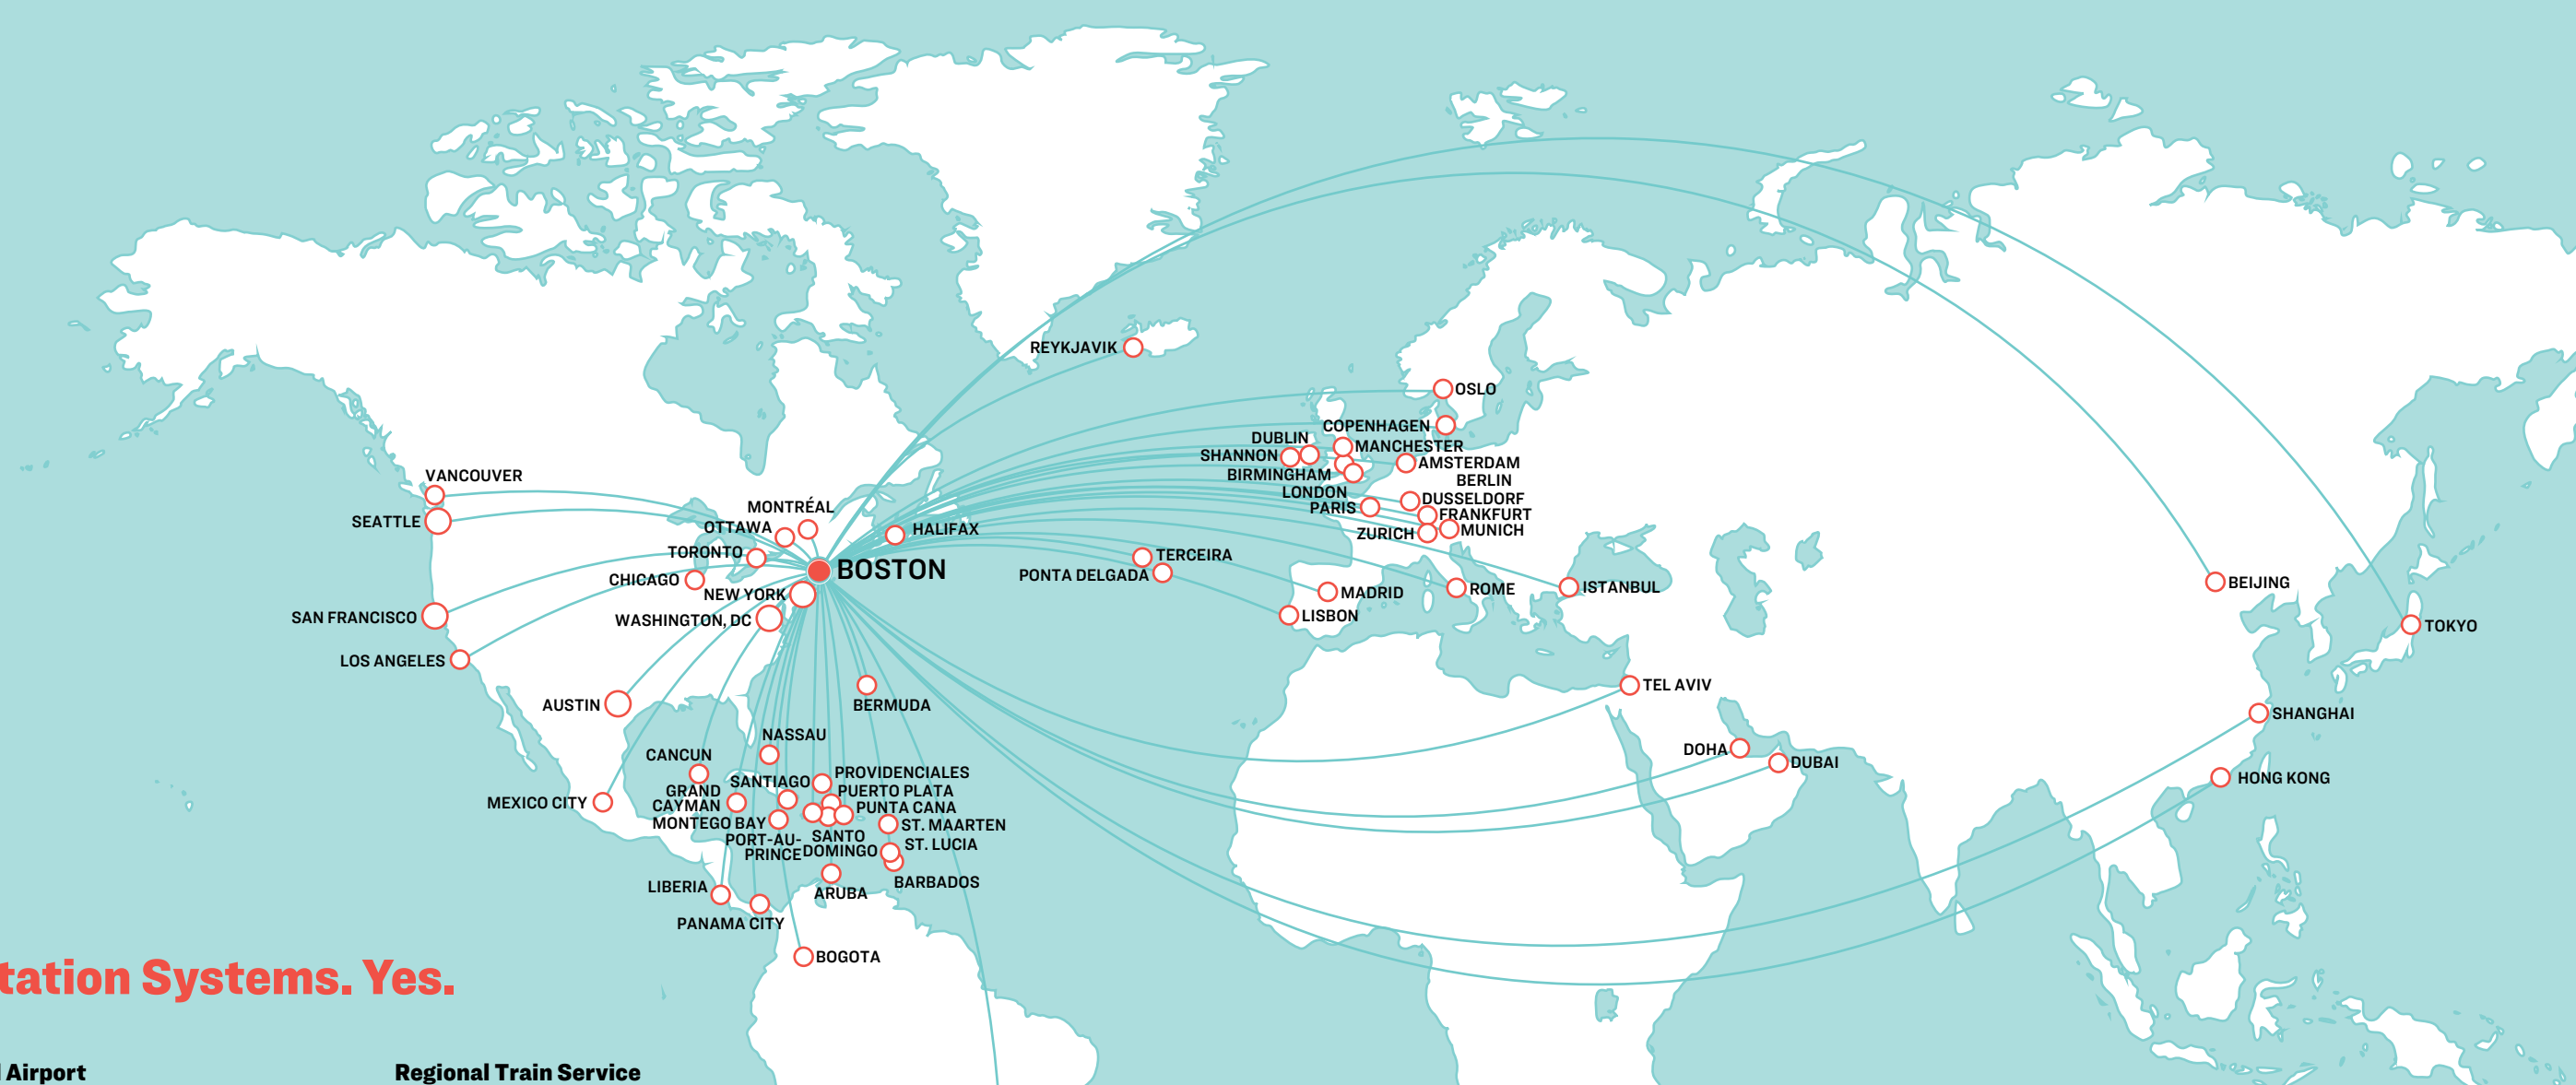 REYKJAVIK
OSLO
COPENHAGEN
DUBLIN
MANCHESTER
SHANNON
AMSTERDAM
BIRMINGHAM
BERLIN
LONDON
DUSSELDORF
PARIS
FRANKFURT
MUNICH
ZURICH
VANCOUVER
SEATTLE
MONTRÉAL
OTTAWA
HALIFAX
TORONTO
TERCEIRA
BOSTON
PONTA DELGADA
CHICAGO
NEW YORK
MADRID
ROME
ISTANBUL
BEIJING
SAN FRANCISCO
WASHINGTON, DC
LISBON
TOKYO
LOS ANGELES
TEL AVIV
AUSTIN
BERMUDA
SHANGHAI
NASSAU
DOHA
CANCUN
DUBAI
PROVIDENCIALES
HONG KONG
SANTIAGO
GRAND
CAYMAN
PUERTO PLATA
MEXICO CITY
PUNTA CANA
MONTEGO BAY
ST. MAARTEN
PORT-AU-
PRINCE
SANTO
DOMINGO
ST. LUCIA
LIBERIA
ARUBA
BARBADOS
PANAMA CITY
BOGOTA
tation Systems. Yes.
Airport
Regional Train Service